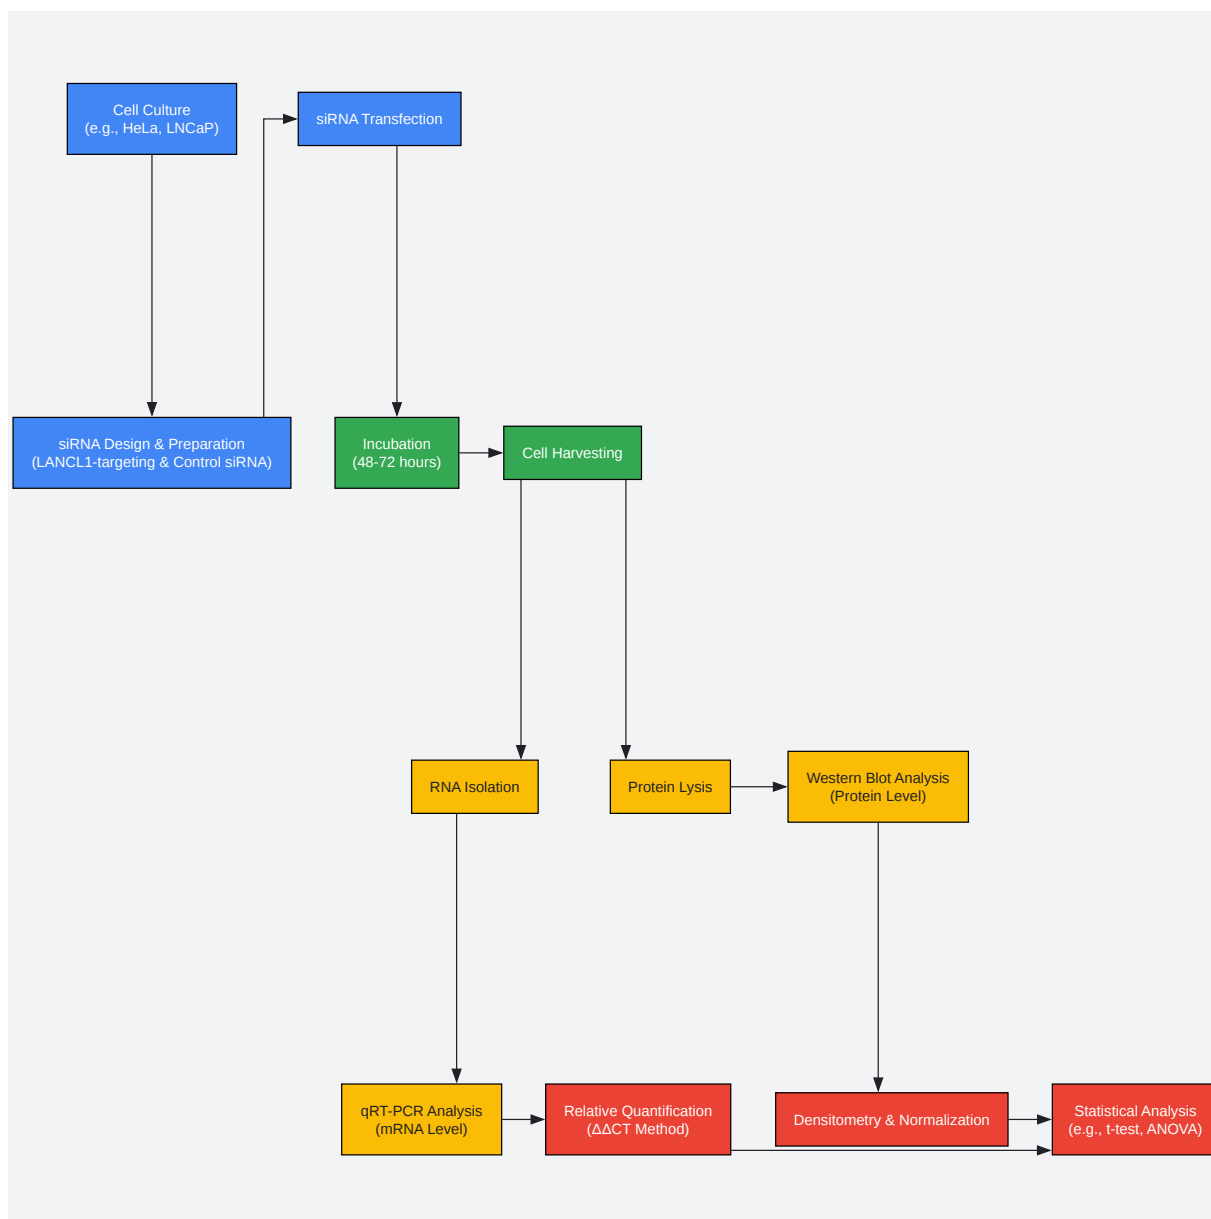 Cell Culture
(e.g., HeLa, LNCaP)
siRNA Transfection
siRNA Design & Preparation
(LANCL1-targeting & Control siRNA)
Incubation
(48-72 hours)
Cell Harvesting
RNA Isolation
Protein Lysis
Western Blot Analysis
(Protein Level)
qRT-PCR Analysis
(mRNA Level)
Relative Quantification
(ΔΔCT Method)
Densitometry & Normalization
Statistical Analysis
(e.g., t-test, ANOVA)